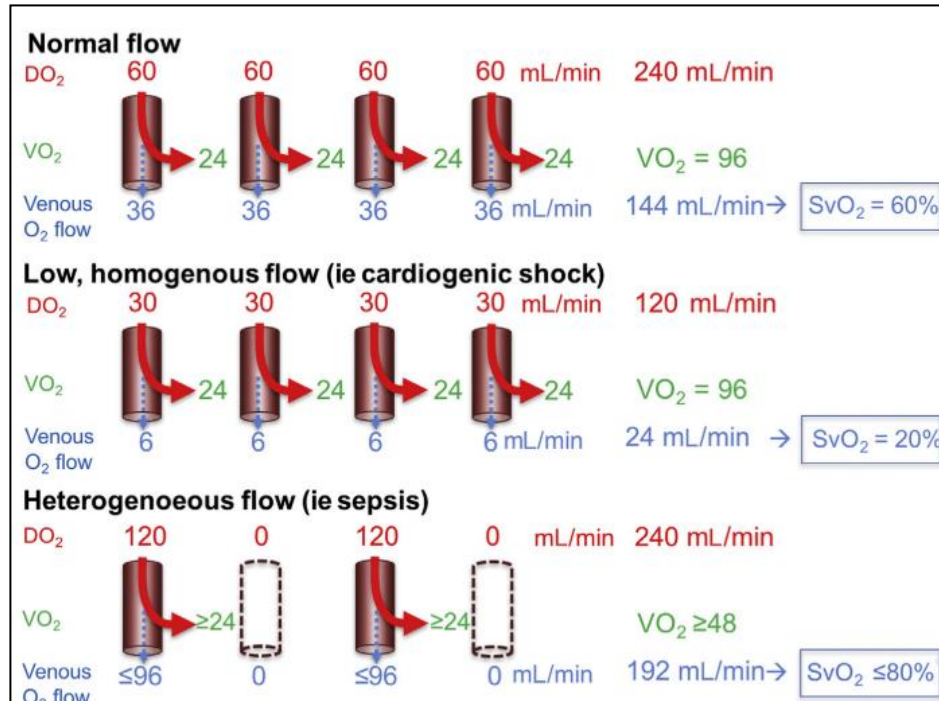 Normal flow
DO₂ 60 60 60 60 mL/min 240 mL/min
VO₂ 24 24 24 24 VO₂ = 96
Venous O₂ flow 36 36 36 36 mL/min 144 mL/min→ SvO₂ = 60%
Low, homogenous flow (ie cardiogenic shock)
DO₂ 30 30 30 30 mL/min 120 mL/min
VO₂ 24 24 24 24 VO₂ = 96
Venous O₂ flow 6 6 6 6 mL/min 24 mL/min → SvO₂ = 20%
Heterogenoeous flow (ie sepsis)
DO₂ 120 0 120 0 mL/min 240 mL/min
VO₂ ≥24 ≥24 VO₂ ≥48
Venous O₂ flow ≤96 0 ≤96 0 mL/min 192 mL/min→ SvO₂ ≤80%